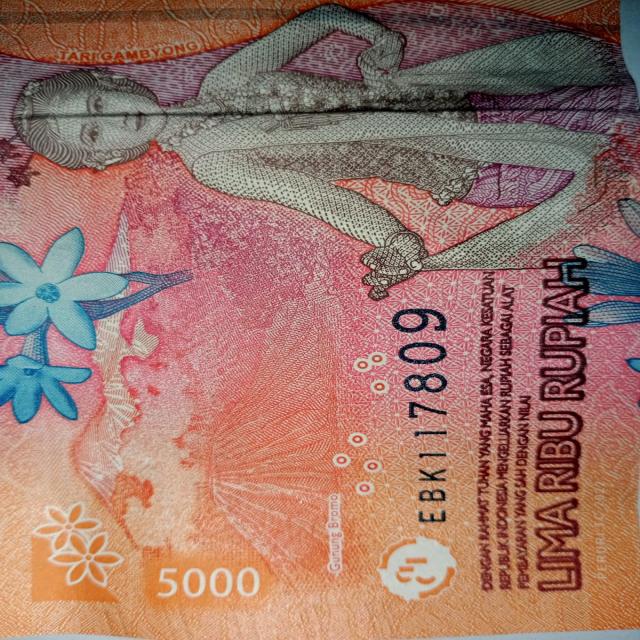 TARI GAMBYONG
5000
Gunung Bromo
EBK117809
DENGAN RAHMAT TUHAN YANG MAHA ESA, NEGARA KESATUAN
REPUBLIK INDONESIA MENGELUARKAN RUPIAH SEBAGAI ALAT
PEMBAYARAN YANG SAH DENGAN NILAI
LIMA RIBU RUPIAH